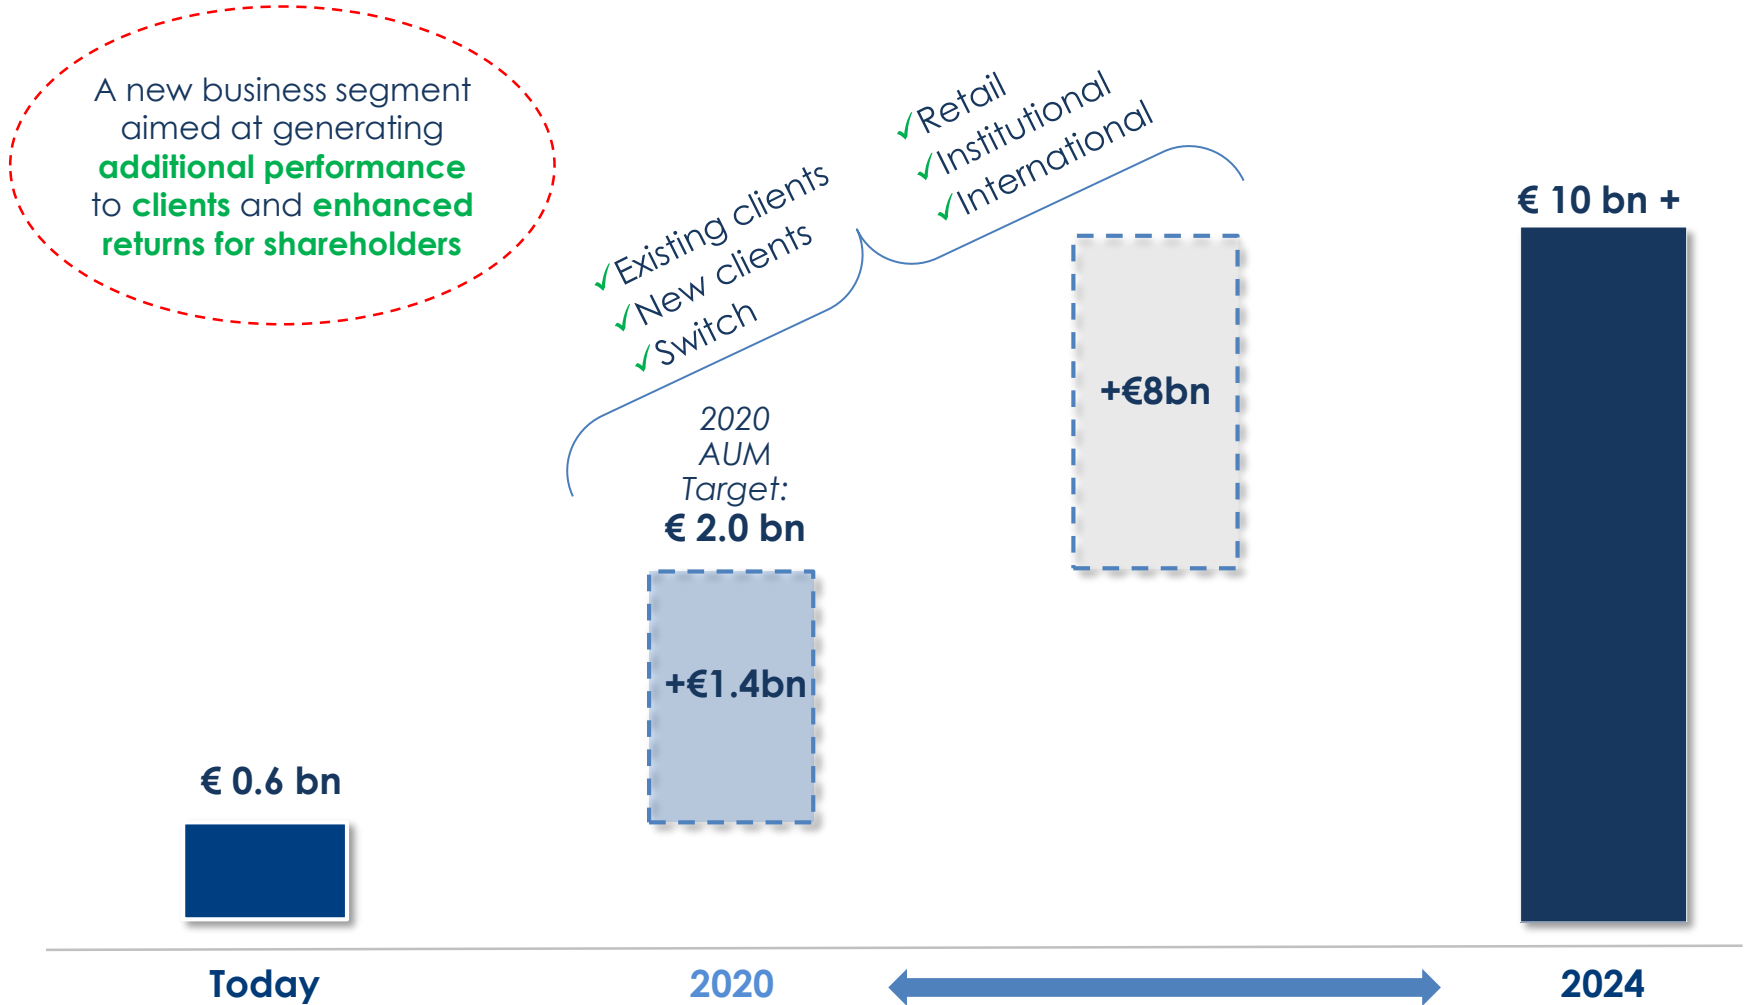 A new business segment
aimed at generating
additional performance
to clients and enhanced
returns for shareholders
✓Existing clients
✓New clients
✓Switch
✓Retail
✓Institutional
✓International
€ 10 bn +
+€8bn
2020
AUM
Target:
€ 2.0 bn
+€1.4bn
€ 0.6 bn
Today
2020
2024